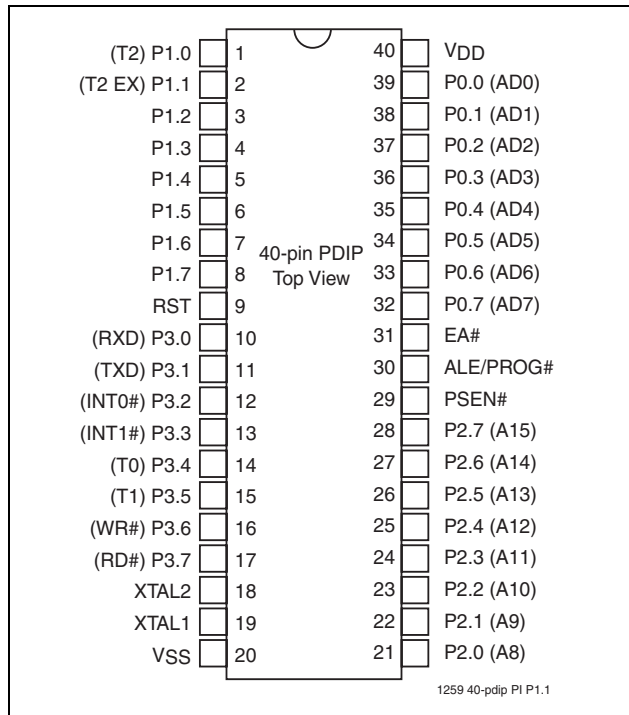 (T2) P1.0 1 40 VDD
(T2 EX) P1.1 2 39 P0.0 (AD0)
P1.2 3 38 P0.1 (AD1)
P1.3 4 37 P0.2 (AD2)
P1.4 5 36 P0.3 (AD3)
P1.5 6 35 P0.4 (AD4)
P1.6 7 34 P0.5 (AD5)
40-pin PDIP
P1.7 8 33 P0.6 (AD6)
Top View
RST 9 32 P0.7 (AD7)
(RXD) P3.0 10 31 EA#
(TXD) P3.1 11 30 ALE/PROG#
(INT0#) P3.2 12 29 PSEN#
(INT1#) P3.3 13 28 P2.7 (A15)
(T0) P3.4 14 27 P2.6 (A14)
(T1) P3.5 15 26 P2.5 (A13)
(WR#) P3.6 16 25 P2.4 (A12)
(RD#) P3.7 17 24 P2.3 (A11)
XTAL2 18 23 P2.2 (A10)
XTAL1 19 22 P2.1 (A9)
VSS 20 21 P2.0 (A8)
1259 40-pdip PI P1.1